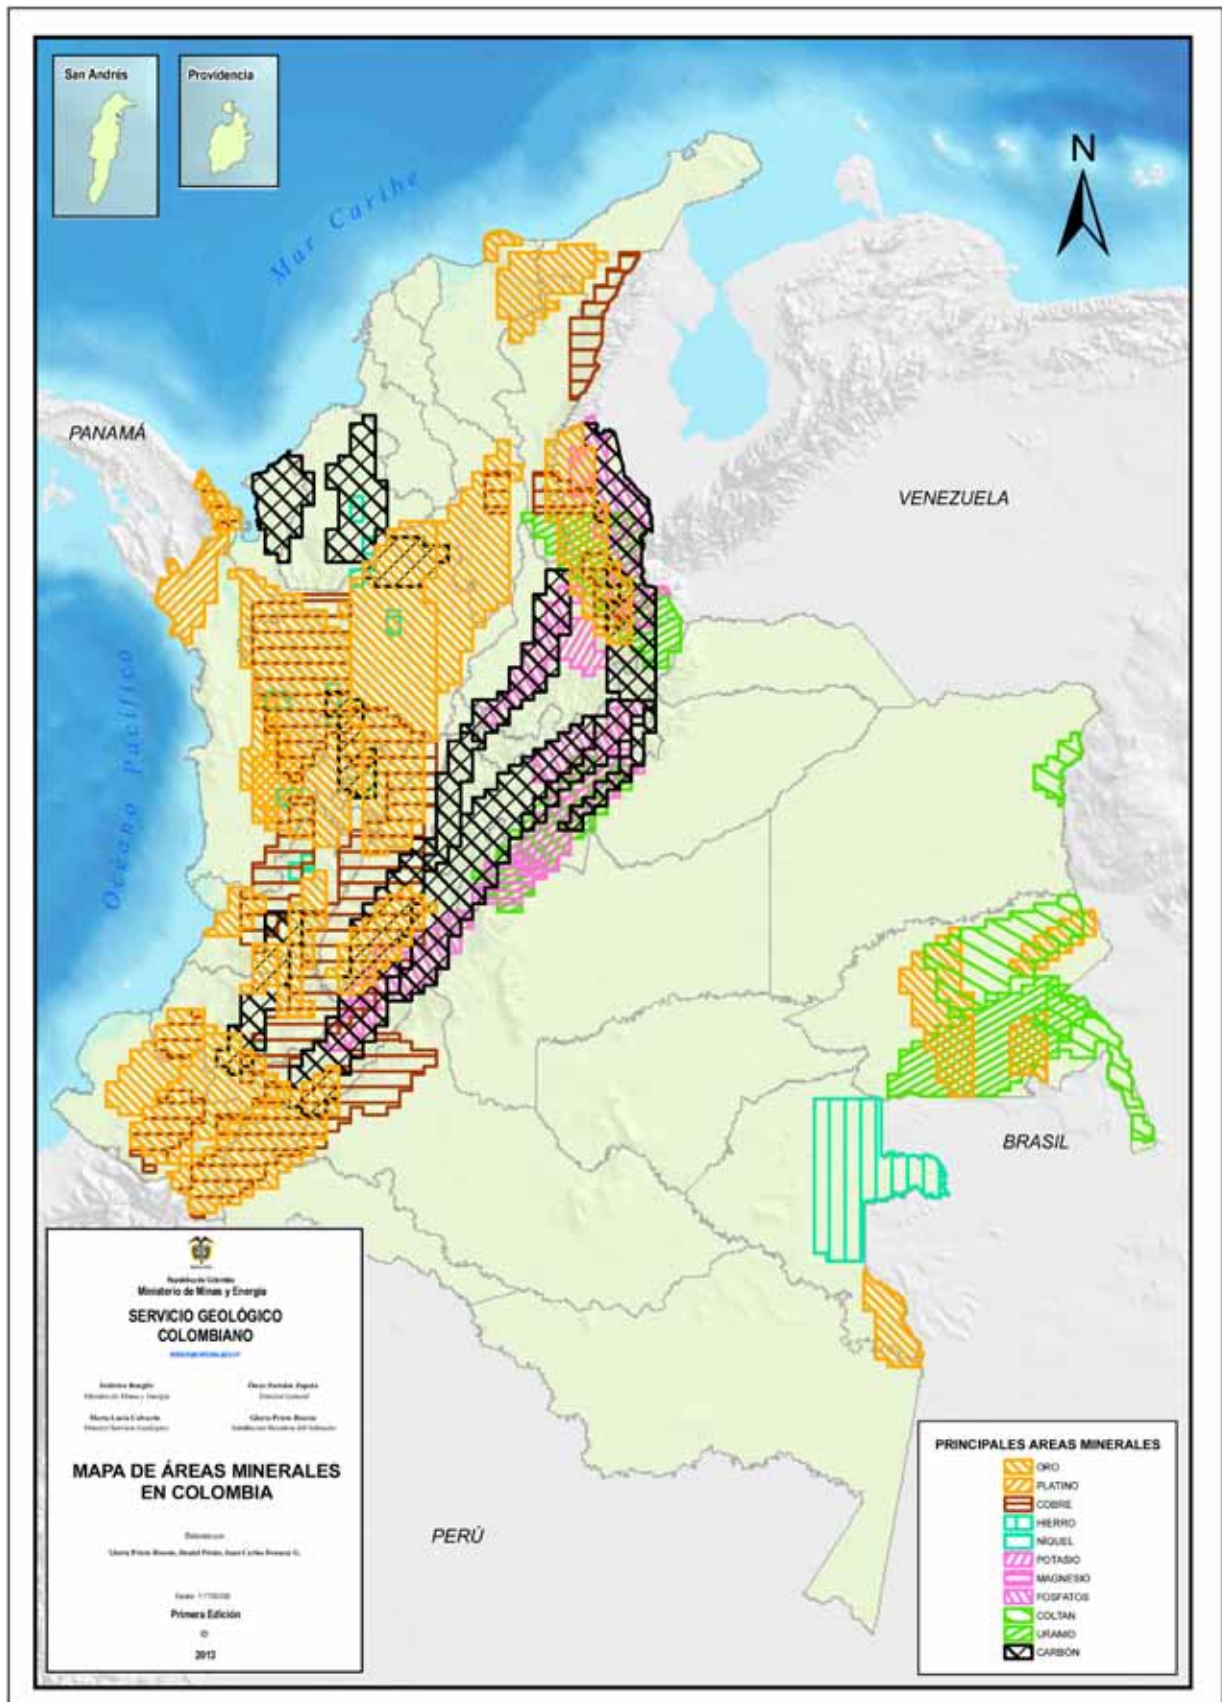 San Andrés
Providencia
N
Mar Caribe
PANAMÁ
VENEZUELA
Océano pacífico
BRASIL
PERÚ
República de Colombia
Ministerio de Minas y Energía
SERVICIO GEOLÓGICO
COLOMBIANO
MAPA DE ÁREAS MINERALES
EN COLOMBIA
Primera Edición
©
2013
PRINCIPALES AREAS MINERALES
ORO
PLATINO
COBRE
HIERRO
NIQUEL
POTASIO
MAGNESIO
FOSFATOS
COLTAN
URANIO
CARBÓN